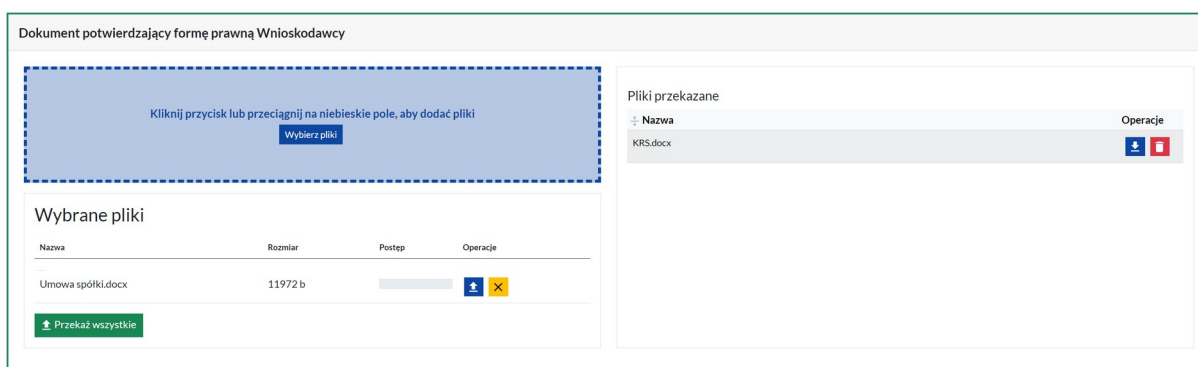 Dokument potwierdzający formę prawną Wnioskodawcy
Kliknij przycisk lub przeciągnij na niebieskie pole, aby dodać pliki
Wybierz pliki
Wybrane pliki
Nazwa Rozmiar Postęp Operacje
Umowa spółki.docx 11972 b
Przekaż wszystkie
Pliki przekazane
Nazwa Operacje
KRS.docx